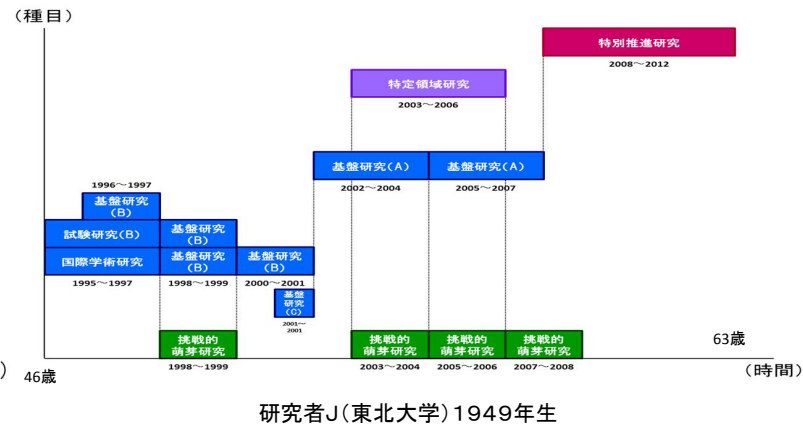 (種目)
特別推進研究
2008～2012
特定領域研究
2003～2006
基盤研究(A)
基盤研究(A)
2002～2004
2005～2007
1996～1997
基盤研究
(B)
試験研究(B)
基盤研究
(B)
国際学術研究
基盤研究
(B)
基盤研究
(B)
1995～1997
1998～1999
2000～2001
基盤
研究
(C)
2001～
2001
挑戦的
萌芽研究
挑戦的
萌芽研究
挑戦的
萌芽研究
挑戦的
萌芽研究
1998～1999
2003～2004
2005～2006
2007～2008
63歳
(時間)
) 46歳
研究者J(東北大学)1949年生